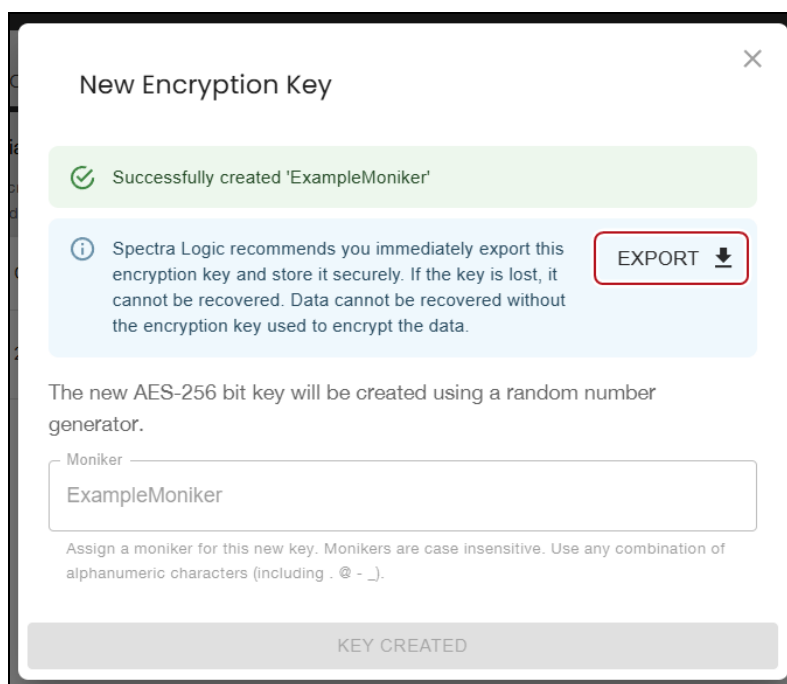 New Encryption Key
Successfully created 'ExampleMoniker'
Spectra Logic recommends you immediately export this
encryption key and store it securely. If the key is lost, it
cannot be recovered. Data cannot be recovered without
the encryption key used to encrypt the data.
EXPORT
The new AES-256 bit key will be created using a random number
generator.
Moniker
ExampleMoniker
Assign a moniker for this new key. Monikers are case insensitive. Use any combination of
alphanumeric characters (including . @ - _).
KEY CREATED